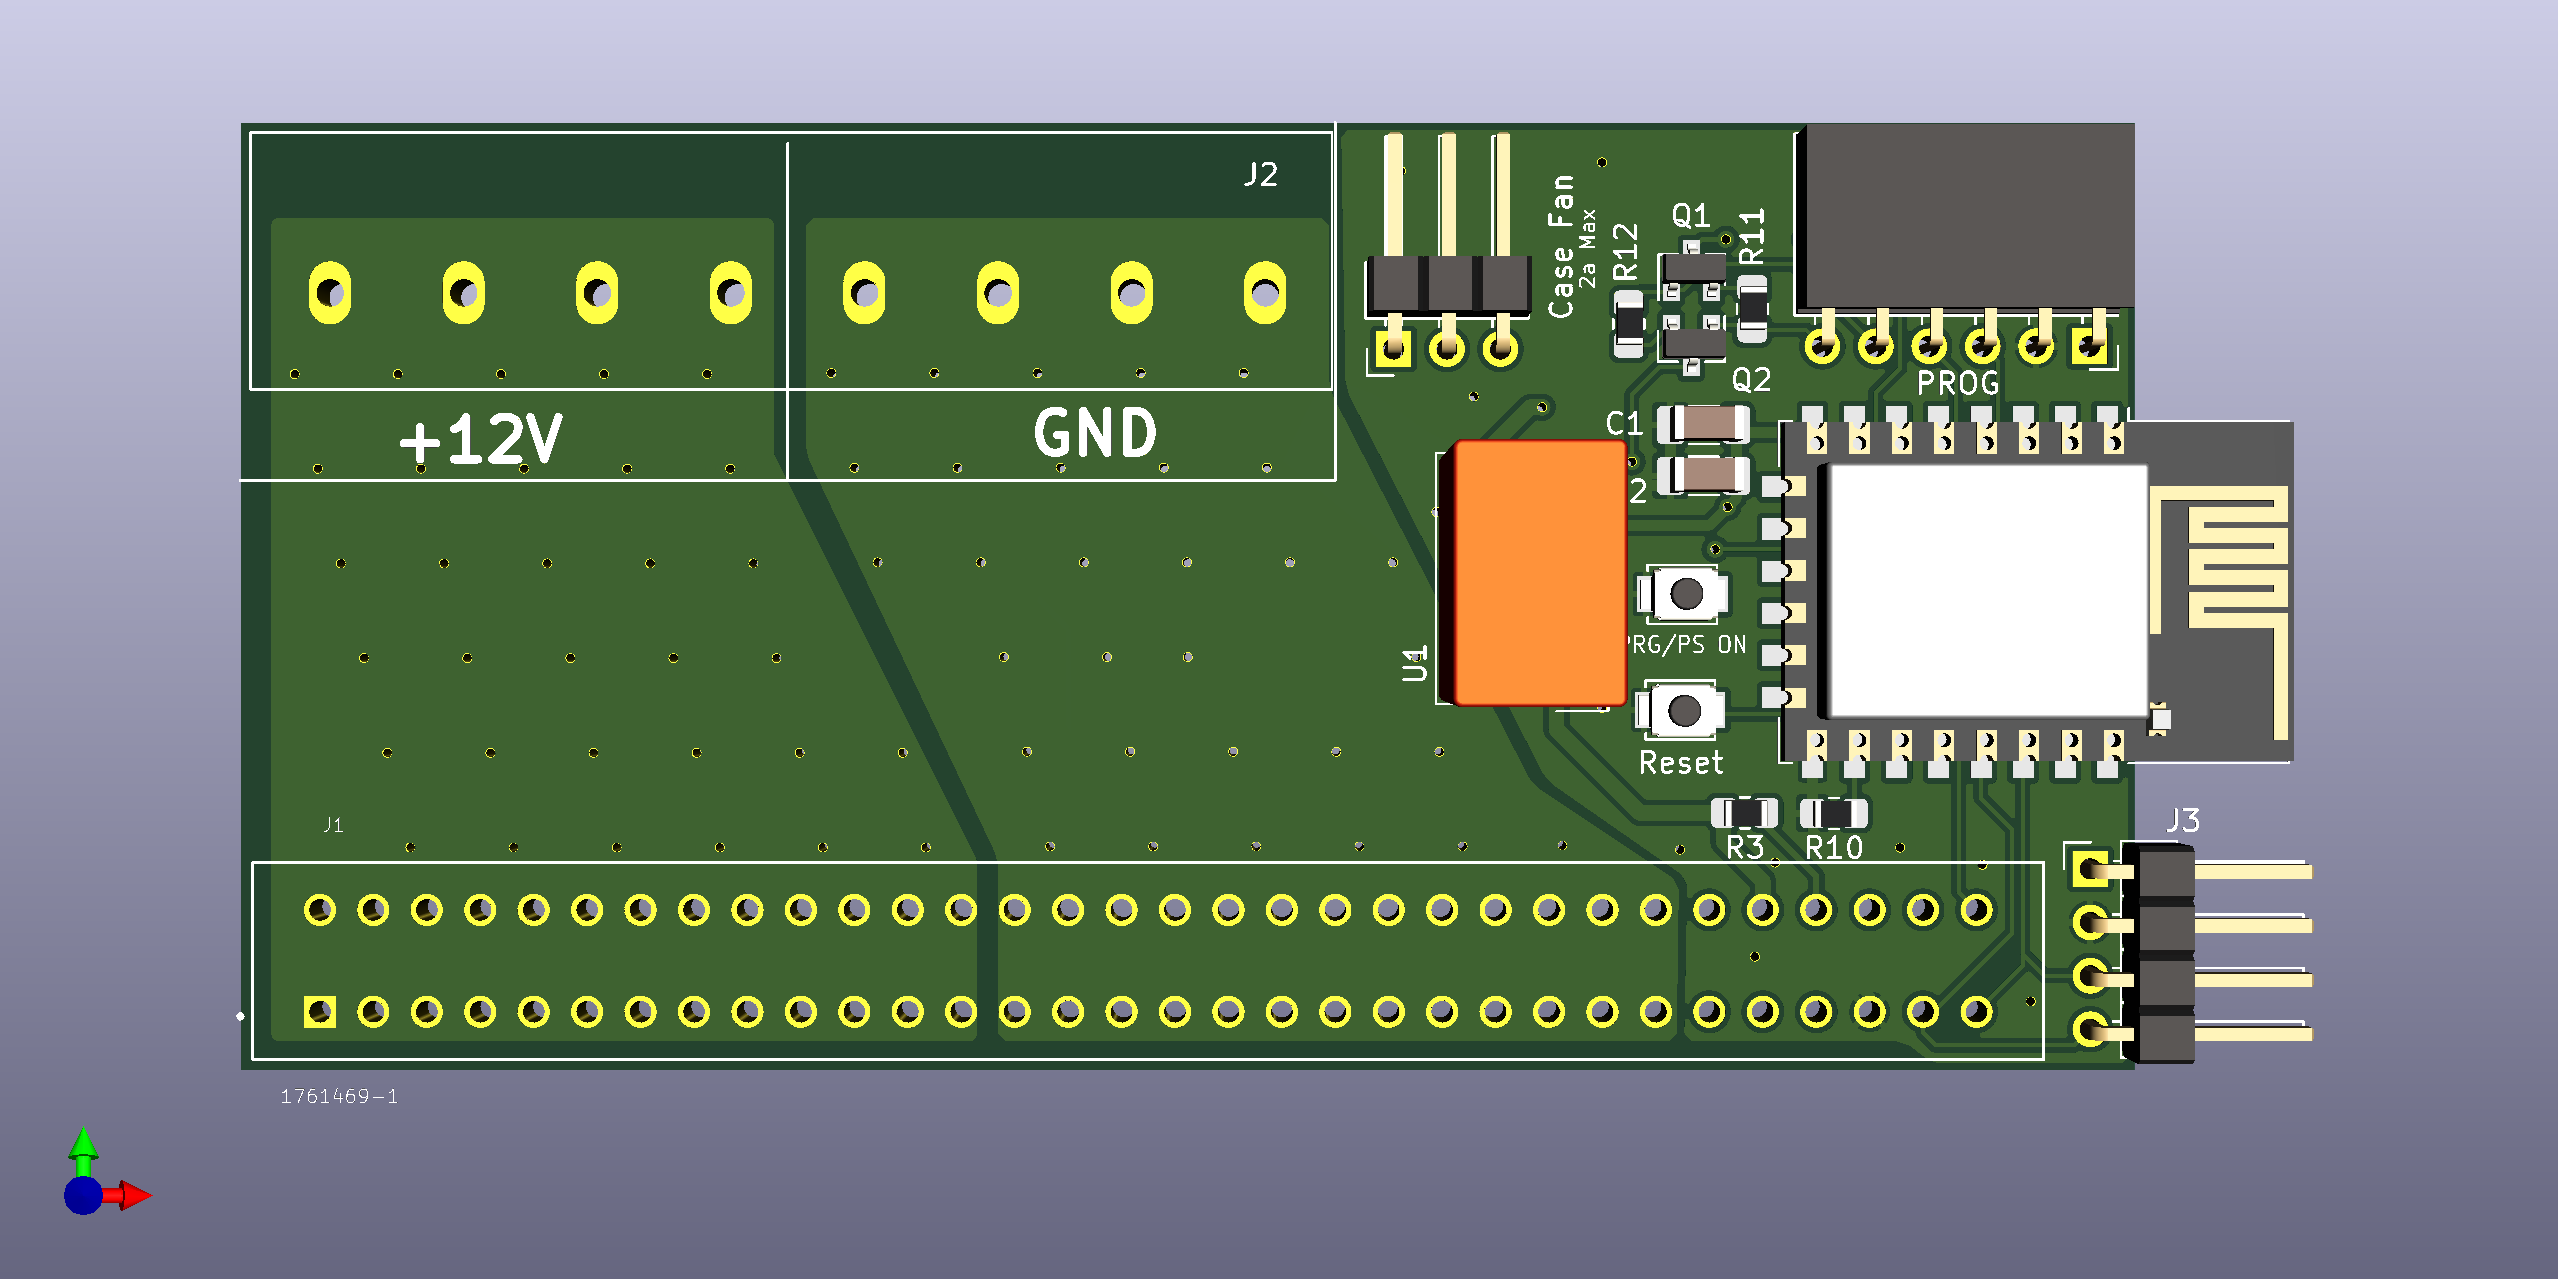 J2
+12V
GND
Case Fan
2a Max
R12
Q1
R11
Q2
PROG
C1
2
U1
PRG/PS ON
Reset
R3
R10
J3
J1
1761469-1